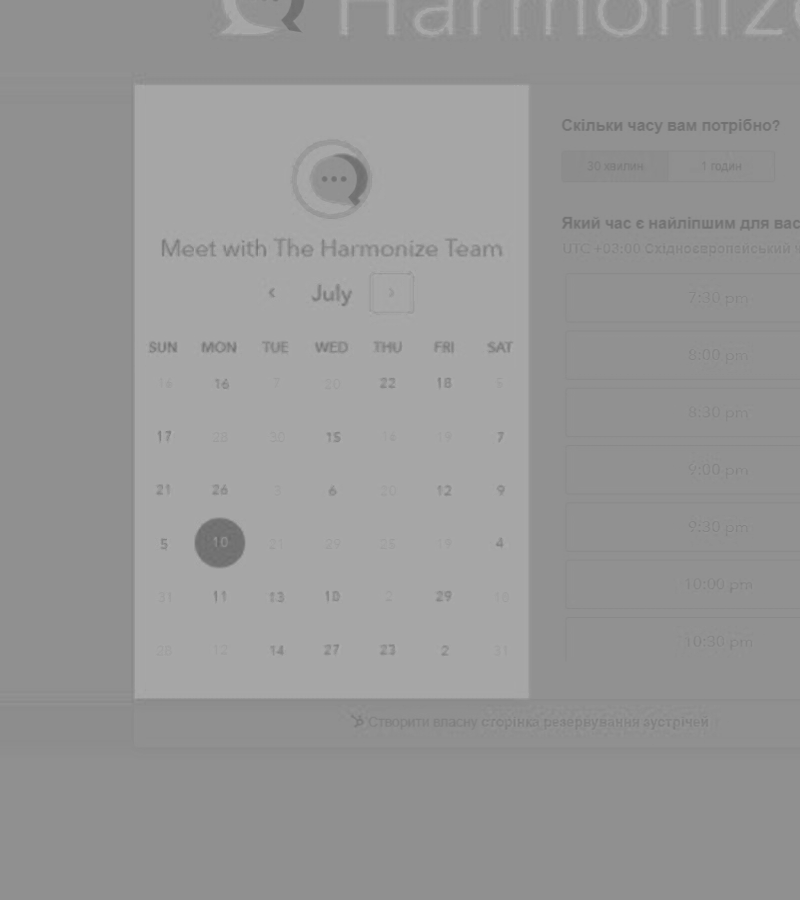 Harmonize
Meet with The Harmonize Team
‹ July ›
SUN MON TUE WED THU FRI SAT
14 16 7 20 22 18 5
17 28 30 15 16 19 7
21 26 3 6 30 12 9
5 10 21 29 25 19 4
31 11 13 18 2 29 16
28 12 14 27 23 2 31
Скільки часу вам потрібно?
30 хвилин 1 годин
Який час є найліпшим для вас
UTC +03:00 Східноєвропейський ч
7:30 pm
8:00 pm
8:30 pm
9:00 pm
9:30 pm
10:00 pm
10:30 pm
Створити власну сторінка резервування зустрічей